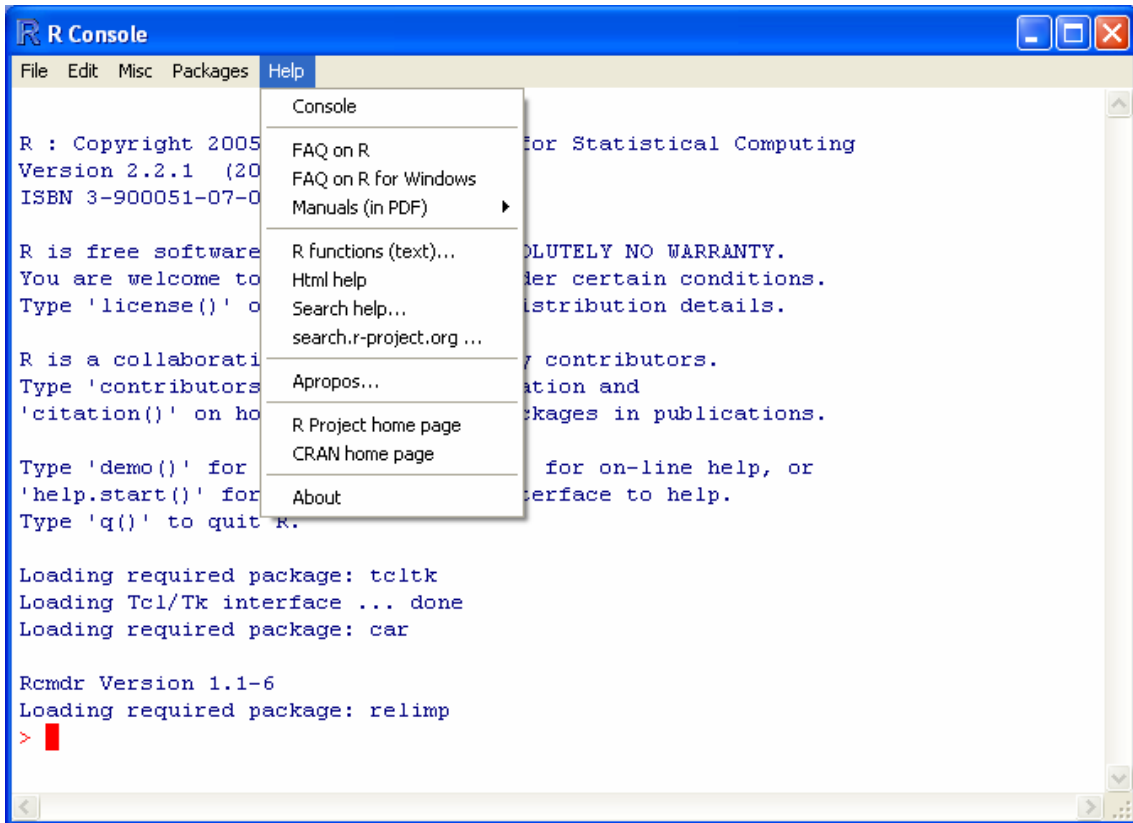 R Console
File Edit Misc Packages Help
Console
FAQ on R
FAQ on R for Windows
Manuals (in PDF)
R functions (text)...
Html help
Search help...
search.r-project.org ...
Apropos...
R Project home page
CRAN home page
About
R : Copyright 2005 for Statistical Computing
Version 2.2.1 (20
ISBN 3-900051-07-0
R is free software OLUTELY NO WARRANTY.
You are welcome to der certain conditions.
Type 'license()' o istribution details.
R is a collaborati y contributors.
Type 'contributors ation and
'citation()' on ho ckages in publications.
Type 'demo()' for for on-line help, or
'help.start()' for terface to help.
Type 'q()' to quit R.
Loading required package: tcltk
Loading Tcl/Tk interface ... done
Loading required package: car
Rcmdr Version 1.1-6
Loading required package: relimp
>